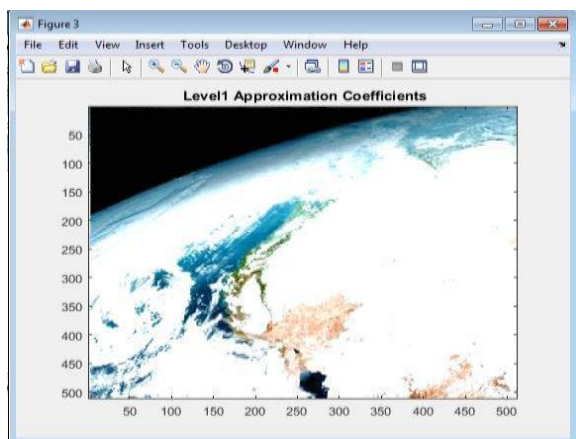 Figure 3
File Edit View Insert Tools Desktop Window Help
Level1 Approximation Coefficients
50
100
150
200
250
300
350
400
450
500
50 100 150 200 250 300 350 400 450 500